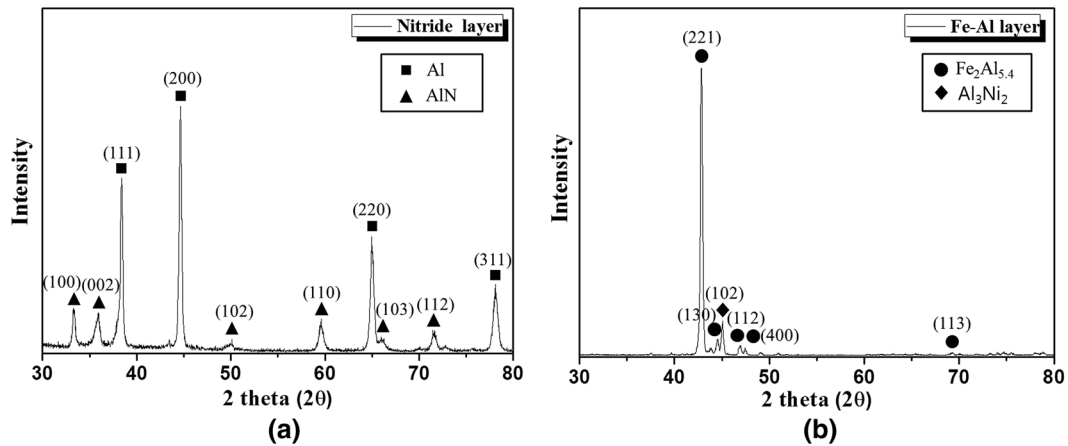 Nitride layer
Al
AlN
(100)
(002)
(111)
(200)
(102)
(110)
(220)
(103)
(112)
(311)
Intensity
30 40 50 60 70 80
2 theta (2θ)
(a)
Fe-Al layer
Fe₂Al₅.₄
Al₃Ni₂
(221)
(130)
(102)
(112)
(400)
(113)
Intensity
30 40 50 60 70 80
2 theta (2θ)
(b)